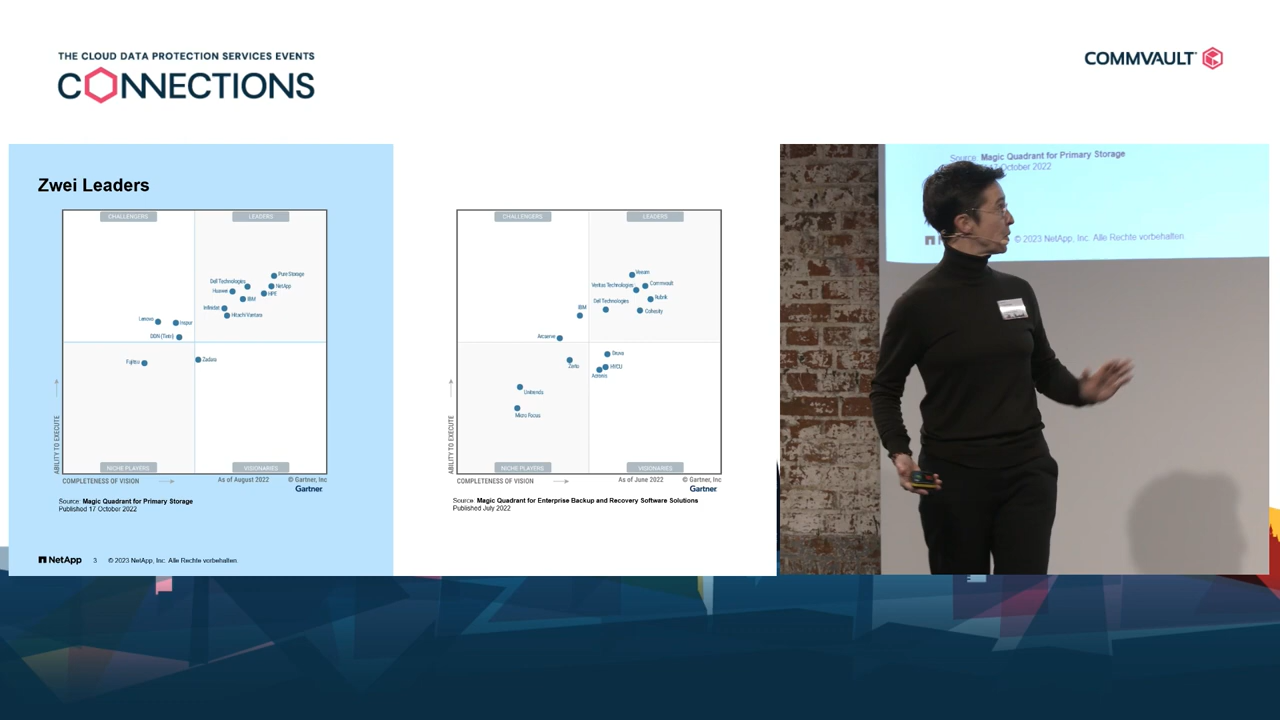 THE CLOUD DATA PROTECTION SERVICES EVENTS
CONNECTIONS
COMMVAULT
Zwei Leaders
CHALLENGERS
LEADERS
Pure Storage
Dell Technologies
NetApp
Huawei
HPE
IBM
Infinidat
Hitachi Vantara
Lenovo
Inspur
DDN (Tintri)
Fujitsu
Zadara
ABILITY TO EXECUTE
NICHE PLAYERS
VISIONARIES
COMPLETENESS OF VISION
As of August 2022
© Gartner, Inc
Gartner
Source: Magic Quadrant for Primary Storage
Published 17 October 2022
NetApp
3
© 2023 NetApp, Inc. Alle Rechte vorbehalten.
CHALLENGERS
LEADERS
Veeam
Veritas Technologies
Commvault
Rubrik
Dell Technologies
Cohesity
IBM
Arcserve
Druva
Zerto
HYCU
Acronis
Unitrends
Micro Focus
ABILITY TO EXECUTE
NICHE PLAYERS
VISIONARIES
COMPLETENESS OF VISION
As of June 2022
© Gartner, Inc
Gartner
Source: Magic Quadrant for Enterprise Backup and Recovery Software Solutions
Published July 2022
Source: Magic Quadrant for Primary Storage
17 October 2022
© 2023 NetApp, Inc. Alle Rechte vorbehalten.